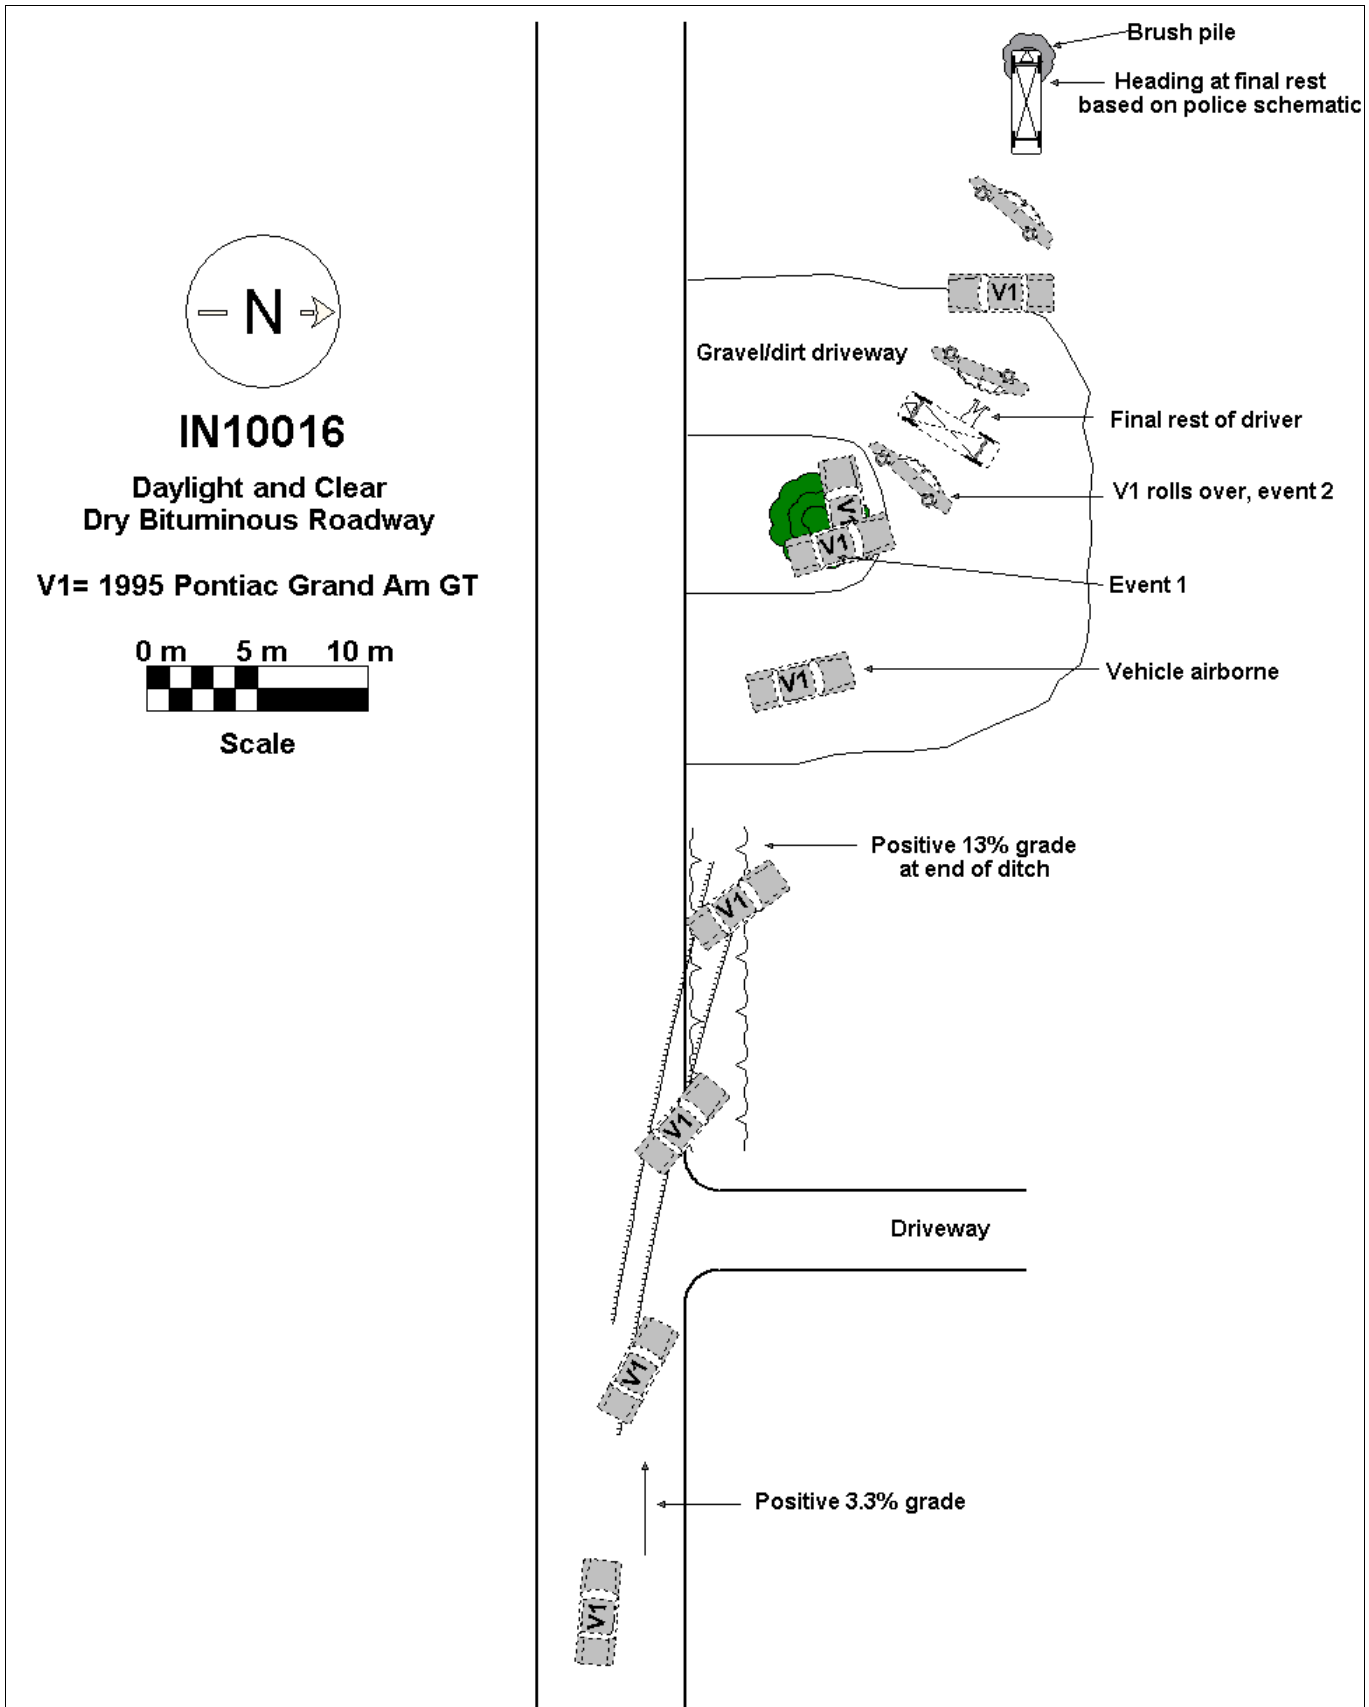 Brush pile
Heading at final rest
based on police schematic
N
V1
Gravel/dirt driveway
IN10016
Final rest of driver
Daylight and Clear
Dry Bituminous Roadway
V1 rolls over, event 2
V1
V1
V1= 1995 Pontiac Grand Am GT
Event 1
0 m 5 m 10 m
Vehicle airborne
V1
Scale
Positive 13% grade
at end of ditch
V1
V1
Driveway
V1
Positive 3.3% grade
V1